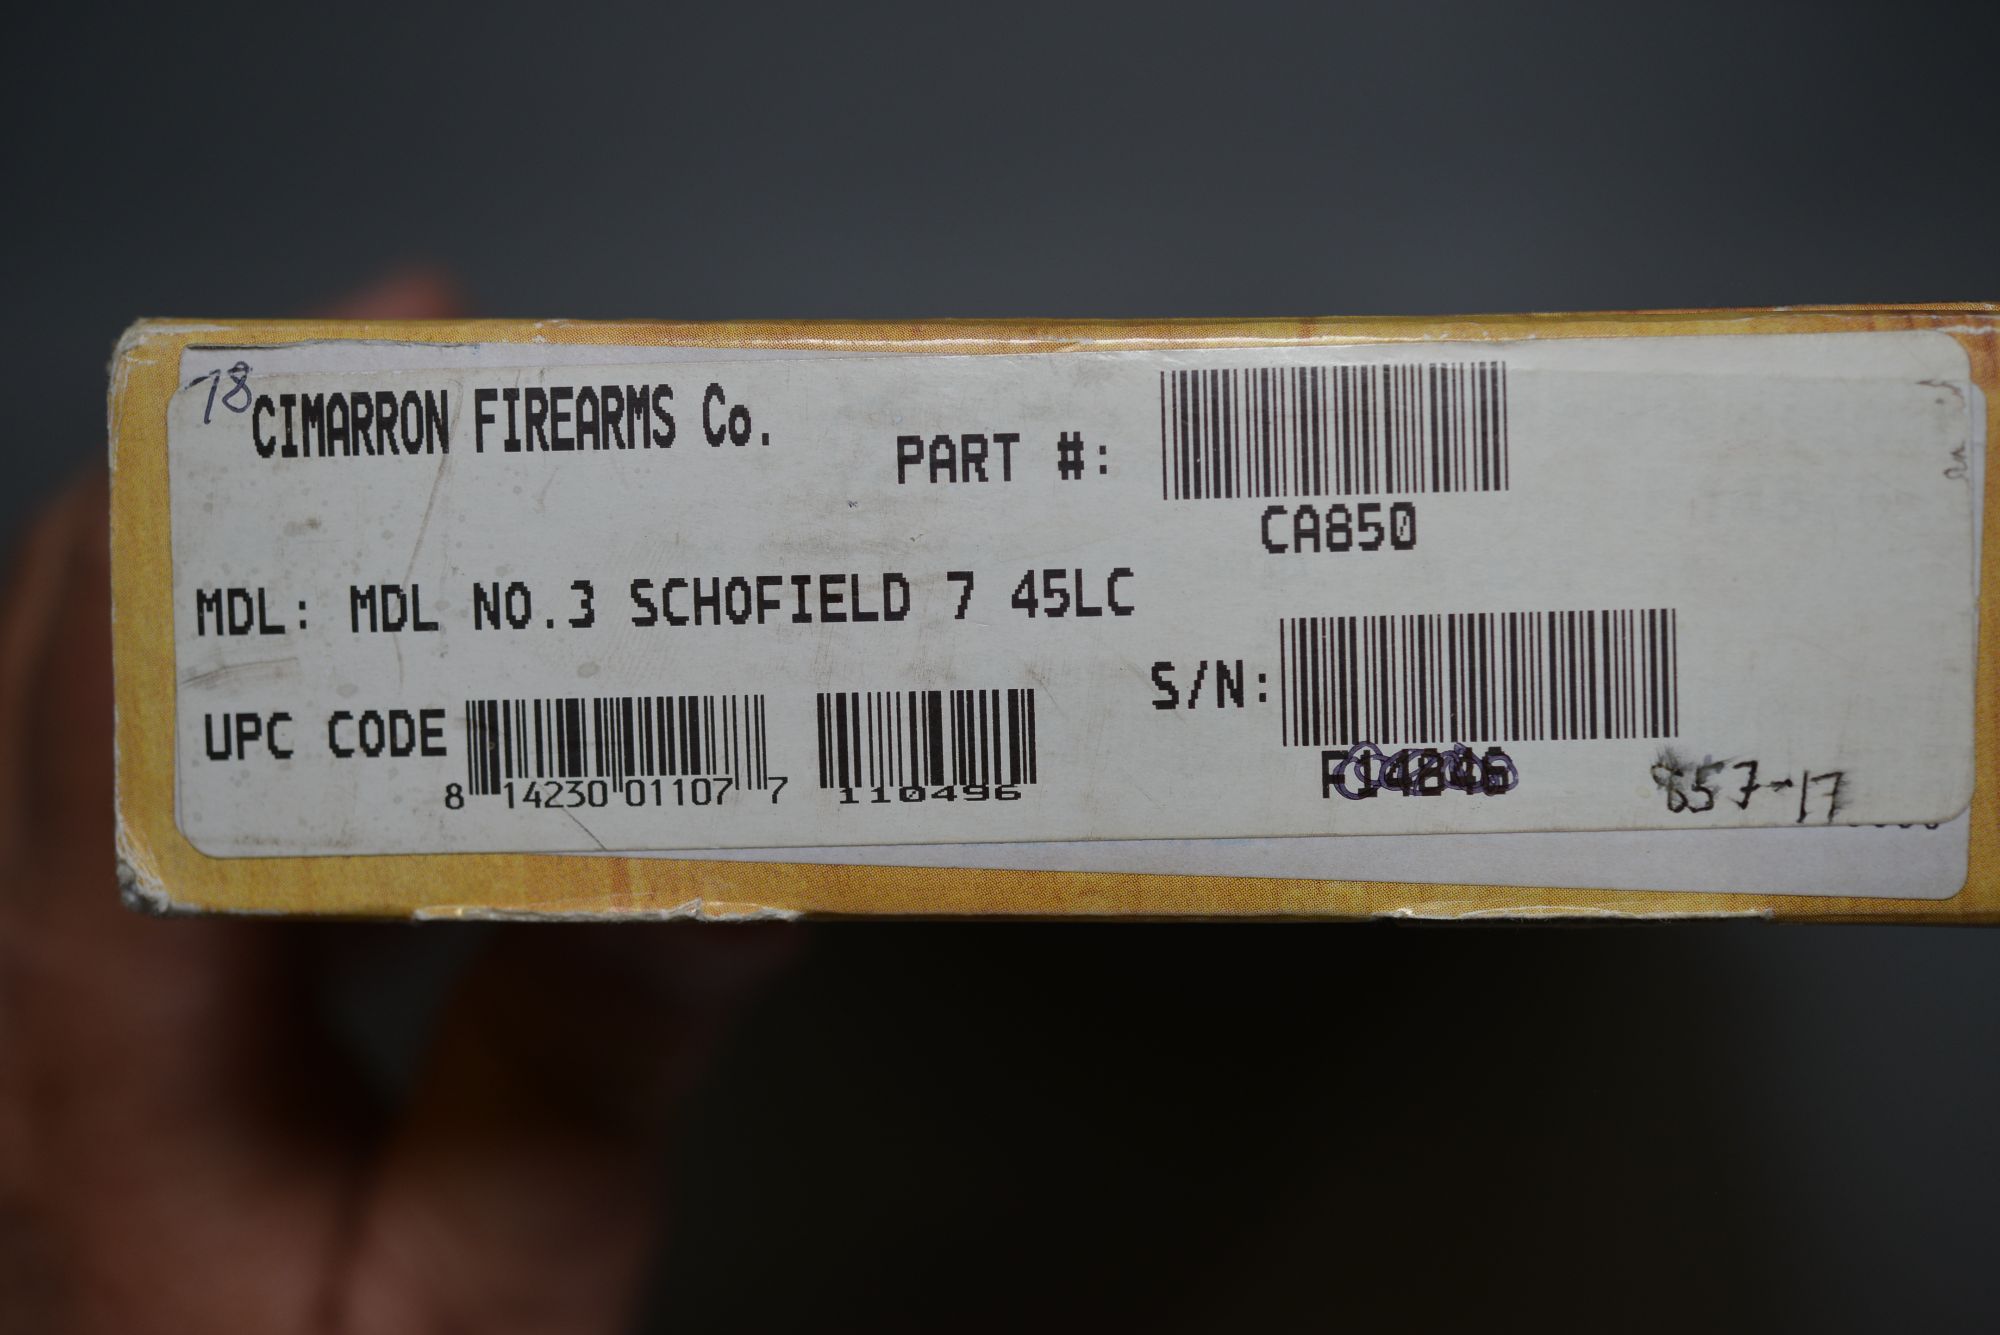 78
CIMARRON FIREARMS Co.
PART #:
CA850
MDL: MDL NO.3 SCHOFIELD 7 45LC
UPC CODE
8 14230 01107 7
110496
S/N:
857-17